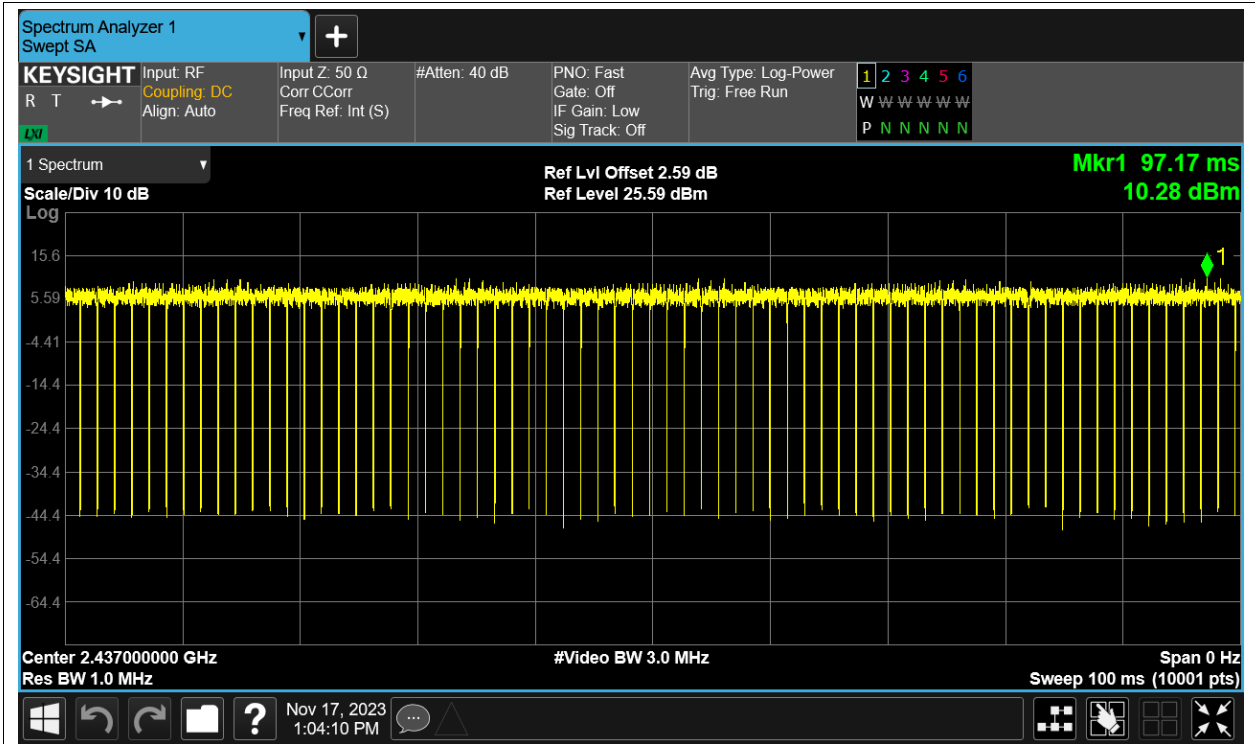 Spectrum Analyzer 1
Swept SA
KEYSIGHT
R T
LXI
Input: RF
Coupling: DC
Align: Auto
Input Z: 50 Ω
Corr CCorr
Freq Ref: Int (S)
#Atten: 40 dB
PNO: Fast
Gate: Off
IF Gain: Low
Sig Track: Off
Avg Type: Log-Power
Trig: Free Run
1 2 3 4 5 6
W W W W W W
P N N N N N
1 Spectrum
Scale/Div 10 dB
Log
Ref Lvl Offset 2.59 dB
Ref Level 25.59 dBm
Mkr1 97.17 ms
10.28 dBm
1
15.6
5.59
-4.41
-14.4
-24.4
-34.4
-44.4
-54.4
-64.4
Center 2.437000000 GHz
Res BW 1.0 MHz
#Video BW 3.0 MHz
Span 0 Hz
Sweep 100 ms (10001 pts)
?
Nov 17, 2023
1:04:10 PM